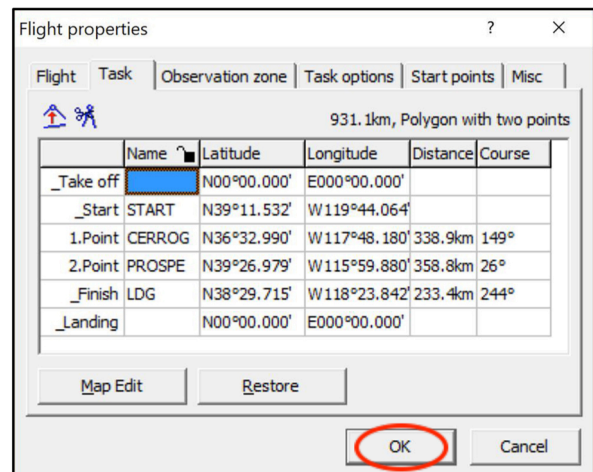 Flight properties ? ×
Flight Task Observation zone Task options Start points Misc
931.1km, Polygon with two points
Name Latitude Longitude Distance Course
_Take off N00°00.000' E000°00.000'
_Start START N39°11.532' W119°44.064'
1.Point CERROG N36°32.990' W117°48.180' 338.9km 149°
2.Point PROSPE N39°26.979' W115°59.880' 358.8km 26°
_Finish LDG N38°29.715' W118°23.842' 233.4km 244°
_Landing N00°00.000' E000°00.000'
Map Edit Restore
OK Cancel